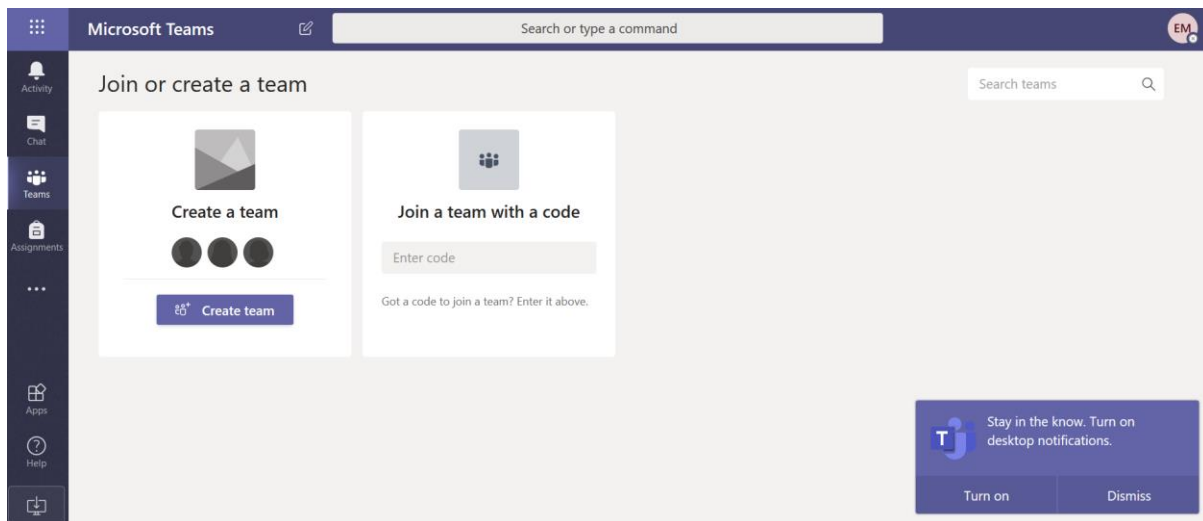 Microsoft Teams
Search or type a command
EM
Activity
Chat
Teams
Assignments
Apps
Help
Join or create a team
Search teams
Create a team
Create team
Join a team with a code
Enter code
Got a code to join a team? Enter it above.
T
Stay in the know. Turn on
desktop notifications.
Turn on
Dismiss